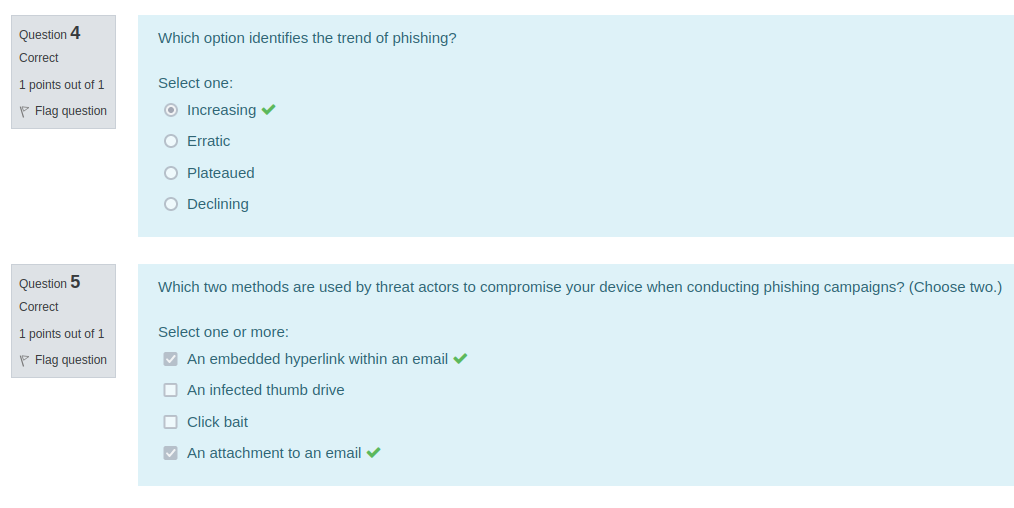 Question 4
Correct
1 points out of 1
Flag question
Which option identifies the trend of phishing?
Select one:
Increasing
Erratic
Plateaued
Declining
Question 5
Correct
1 points out of 1
Flag question
Which two methods are used by threat actors to compromise your device when conducting phishing campaigns? (Choose two.)
Select one or more:
An embedded hyperlink within an email
An infected thumb drive
Click bait
An attachment to an email